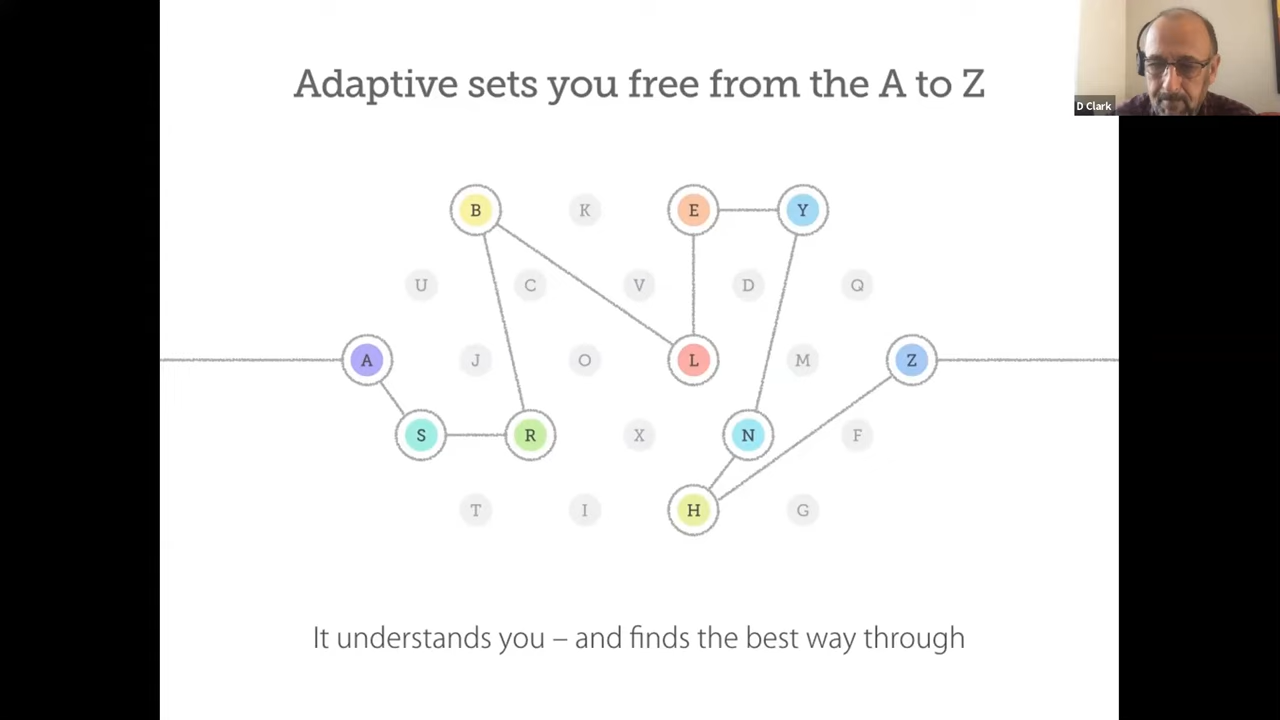 Adaptive sets you free from the A to Z
D Clark
B K E Y
U C V D Q
A J O L M Z
S R X N F
T I H G
It understands you – and finds the best way through